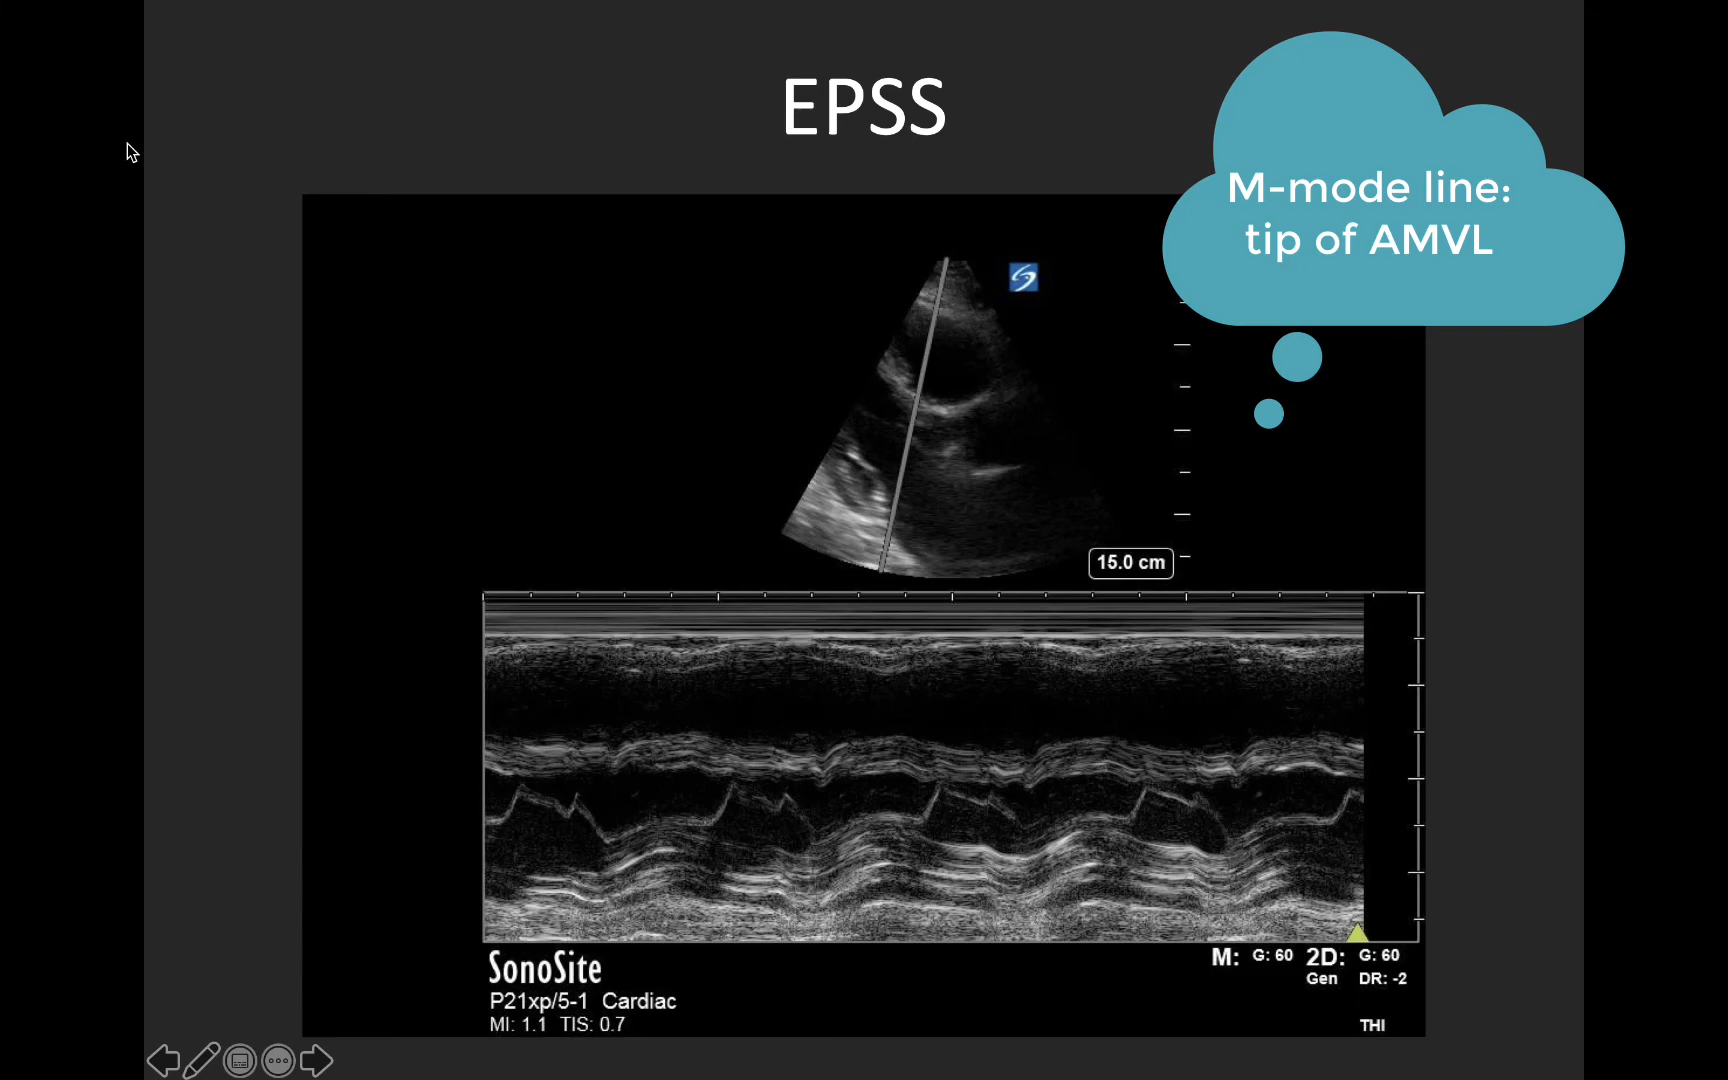 EPSS
M-mode line:
tip of AMVL
15.0 cm
SonoSite
P21xp/5-1 Cardiac
MI: 1.1 TIS: 0.7
M: G: 60 2D: G: 60
Gen DR: -2
THI